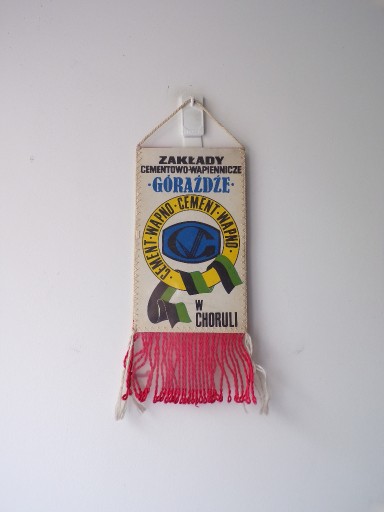 ZAKŁADY
CEMENTOWO-WAPIENNICZE
·GÓRAŻDŻE·
·CEMENT·WAPNO·CEMENT·WAPNO·
W
CHORULI